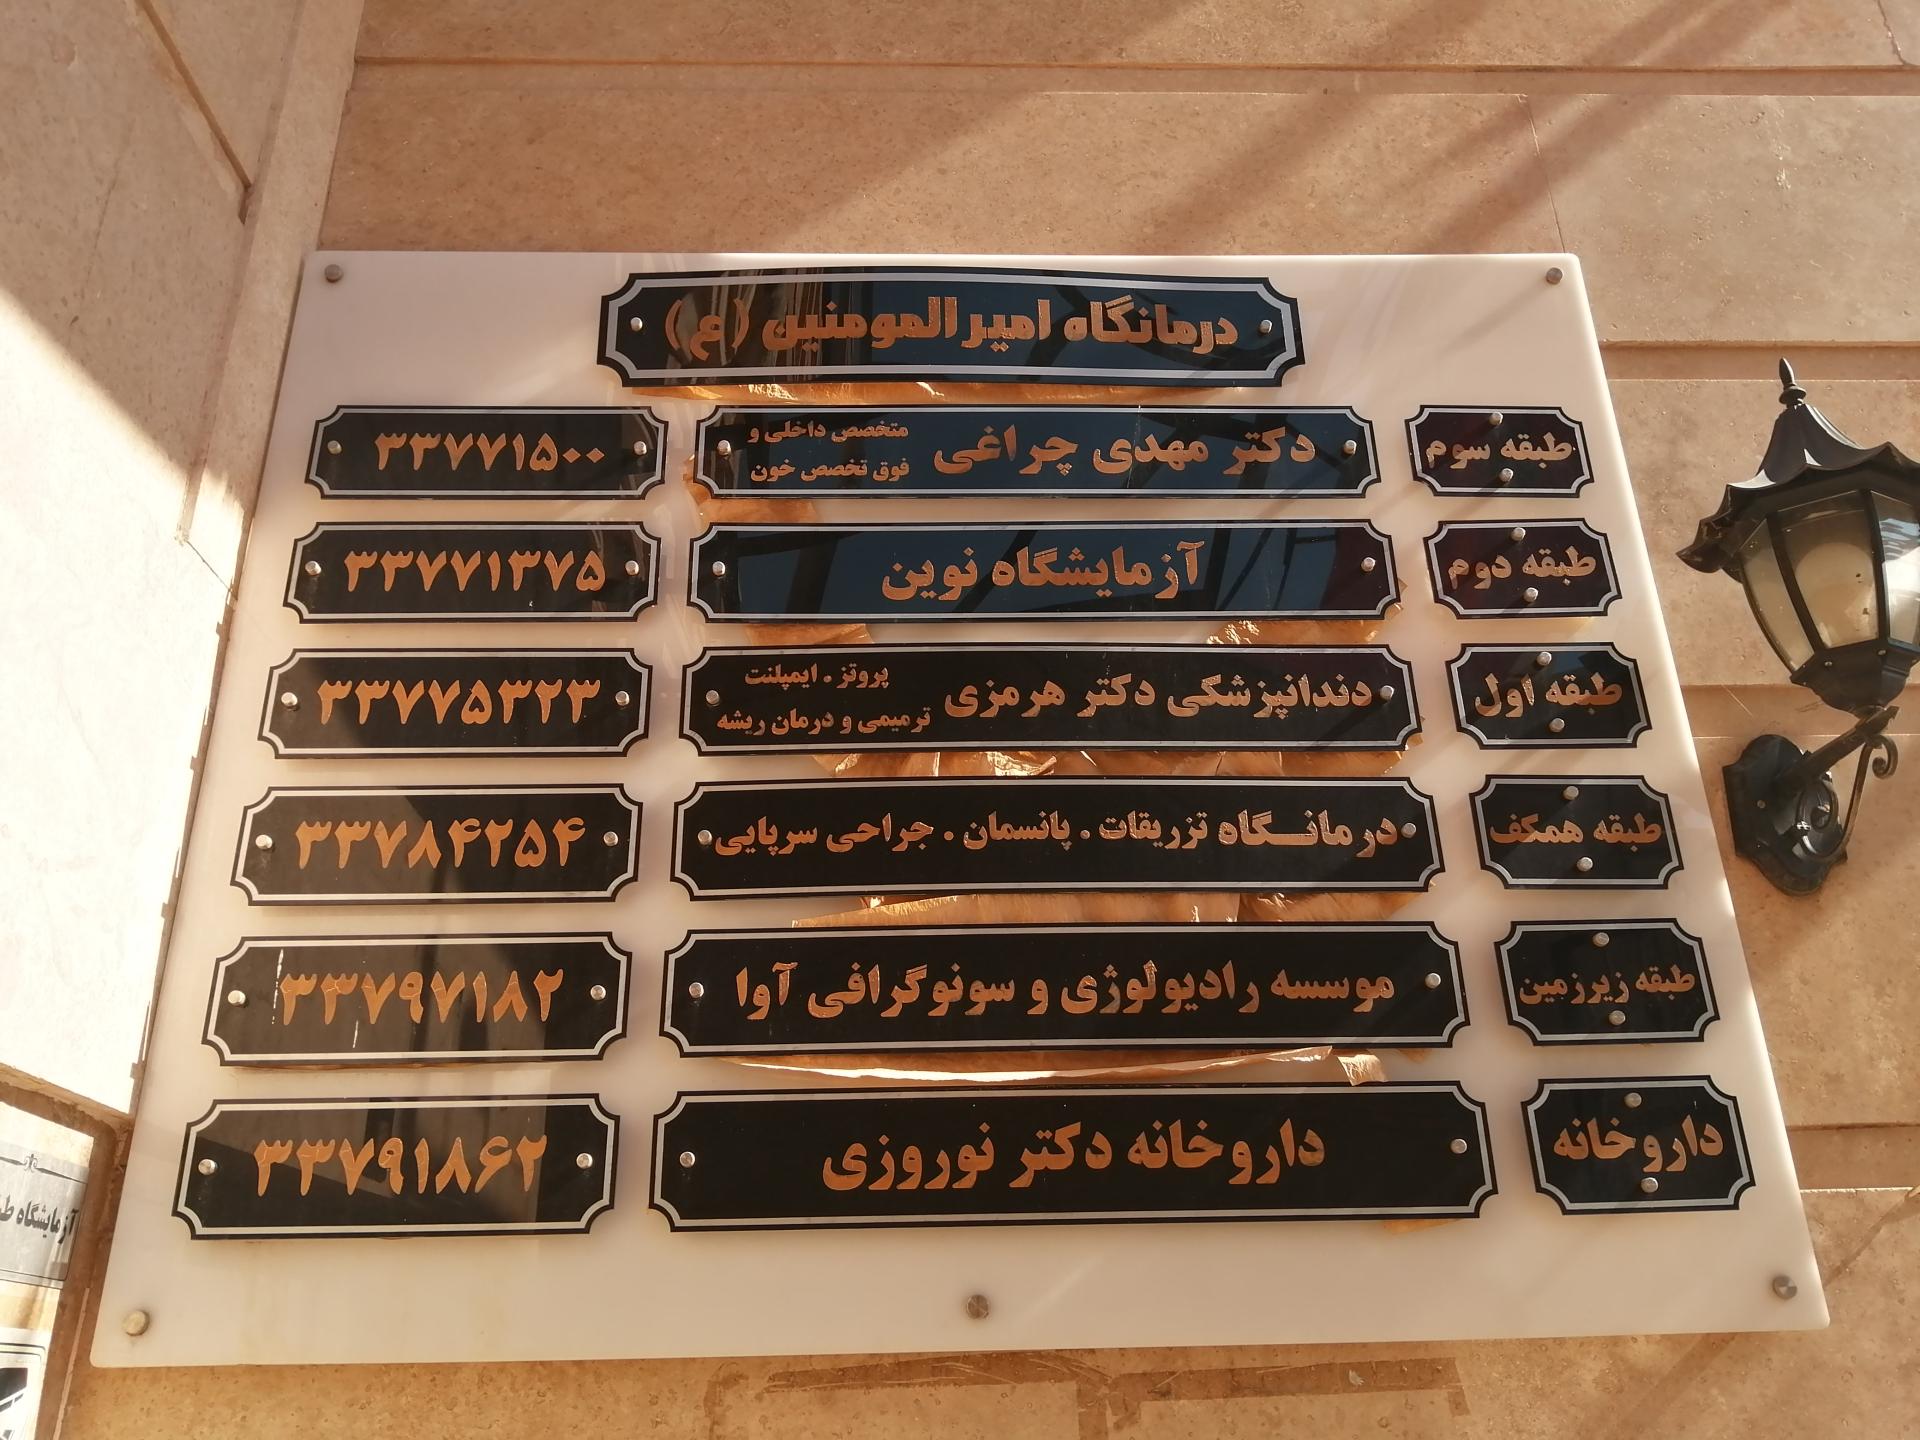 درمانگاه امیرالمومنین (ع)
طبقه سوم
دکتر مهدی چراغی
متخصص داخلی و
فوق تخصص خون
۳۳۷۷۱۵۰۰
طبقه دوم
آزمایشگاه نوین
۳۳۷۷۱۳۷۵
طبقه اول
دندانپزشکی دکتر هرمزی
پروتز . ایمپلنت
ترمیمی و درمان ریشه
۳۳۷۷۵۳۲۳
طبقه همکف
درمانگاه تزریقات . پانسمان . جراحی سرپایی
۳۳۷۸۴۲۵۴
طبقه زیرزمین
موسسه رادیولوژی و سونوگرافی آوا
۳۳۷۹۷۱۸۲
داروخانه
داروخانه دکتر نوروزی
۳۳۷۹۱۸۶۲
آزمایشگاه